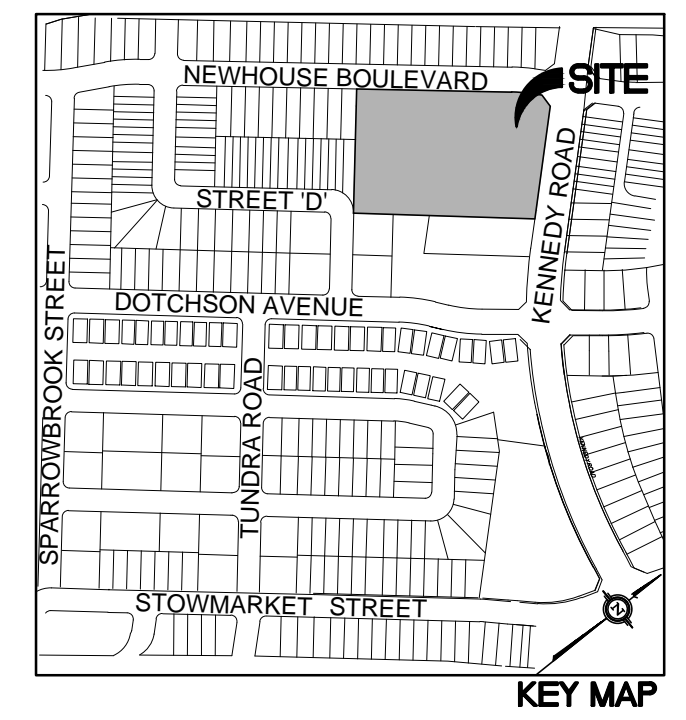 NEWHOUSE BOULEVARD
SITE
KENNEDY ROAD
STREET 'D'
SPARROWBROOK STREET
DOTCHSON AVENUE
TUNDRA ROAD
STOWMARKET STREET
N
KEY MAP